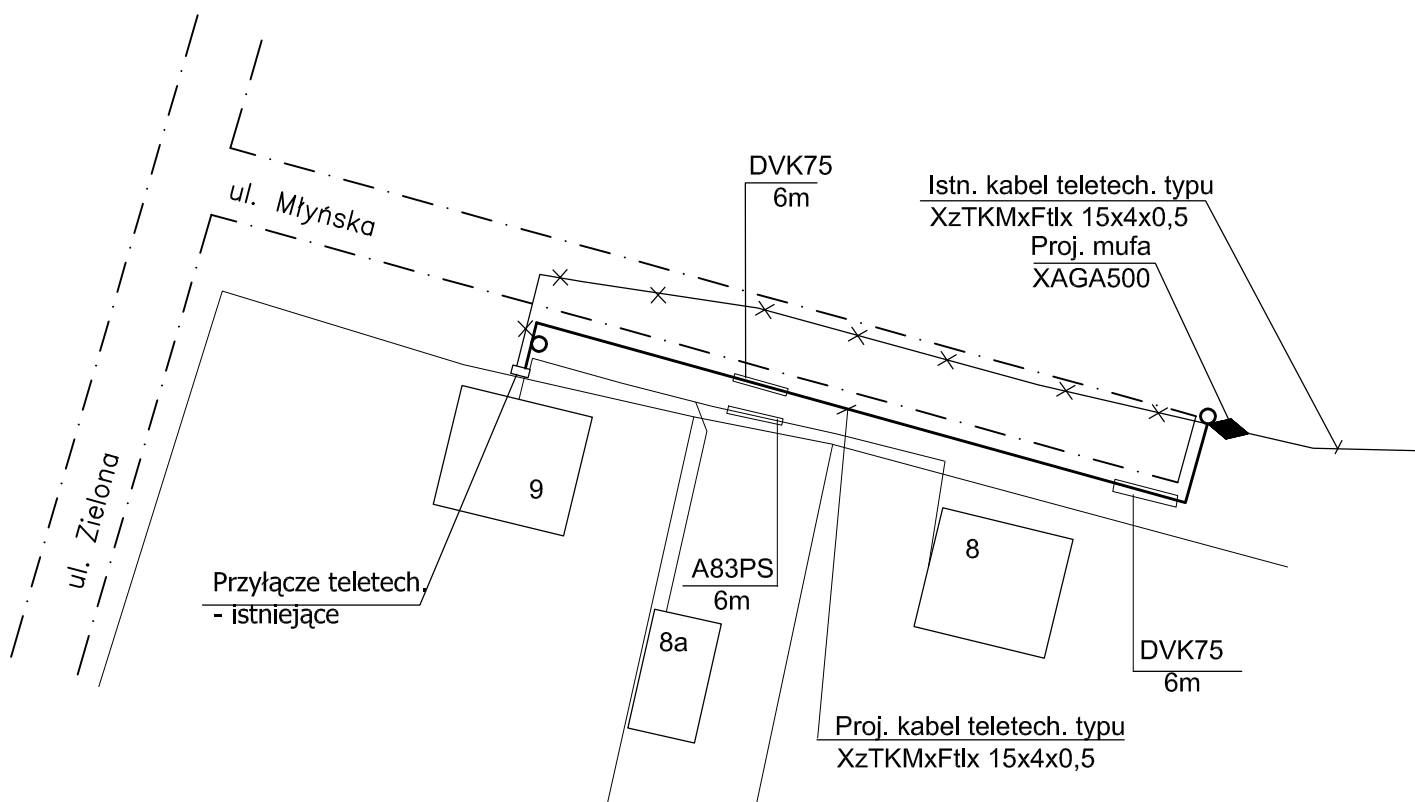 DVK75
6m
Istn. kabel teletech. typu
XzTKMxFtlx 15x4x0,5
Proj. mufa
XAGA500
ul. Młyńska
ul. Zielona
9
8
Przyłącze teletech.
- istniejące
A83PS
6m
8a
DVK75
6m
Proj. kabel teletech. typu
XzTKMxFtlx 15x4x0,5